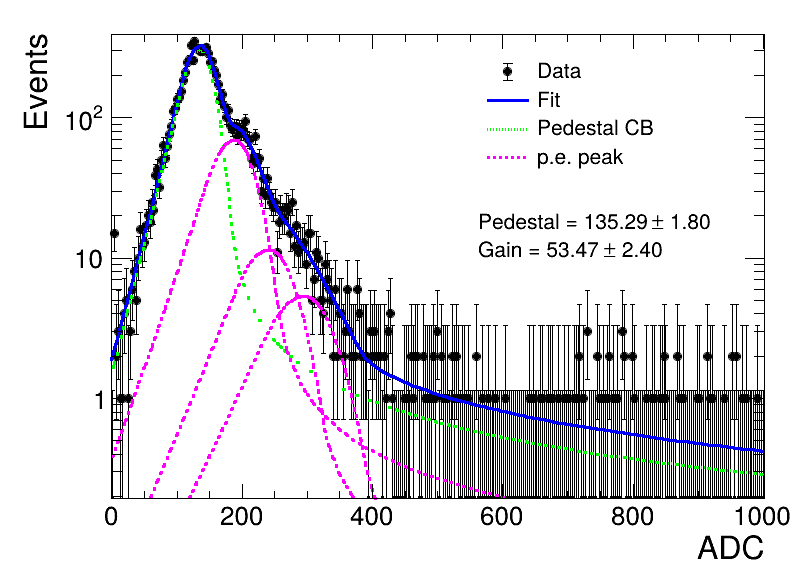 Events
Data
Fit
Pedestal CB
p.e. peak
Pedestal = 135.29 ± 1.80
Gain = 53.47 ± 2.40
10²
10
1
0 200 400 600 800 1000
ADC